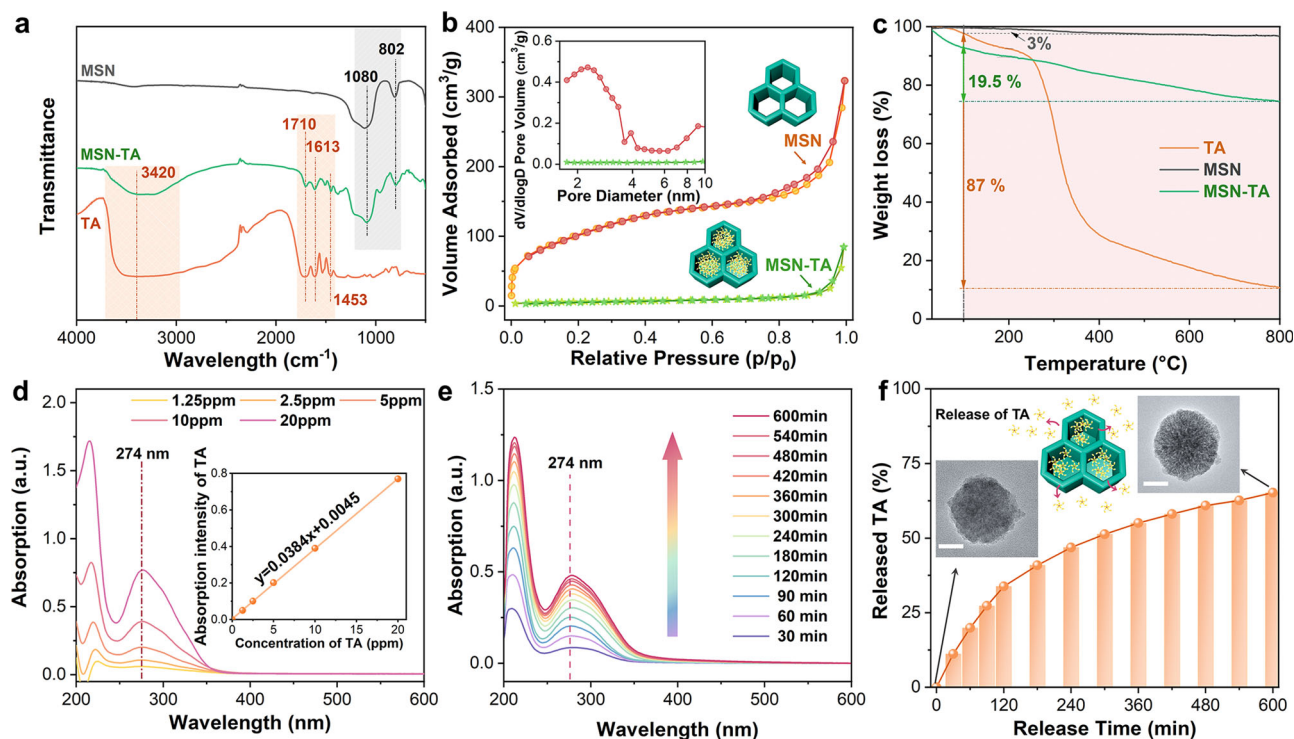 a
MSN
802
1080
1710
MSN-TA
1613
3420
TA
1453
Transmittance
4000
3000
2000
1000
Wavelength (cm-1)
b
400
350
300
250
200
150
100
50
0
Volume Adsorbed (cm3/g)
0.6
0.4
0.2
0.0
dV/dlogD Pore Volume (cm3/g)
2
4
6
8
10
Pore Diameter (nm)
MSN
MSN-TA
0.0
0.2
0.4
0.6
0.8
1.0
Relative Pressure (p/p0)
c
100
80
60
40
20
0
Weight loss (%)
3%
19.5 %
87 %
TA
MSN
MSN-TA
0
200
400
600
800
Temperature (°C)
d
2.0
1.5
1.0
0.5
0.0
Absorption (a.u.)
1.25ppm
2.5ppm
5ppm
10ppm
20ppm
274 nm
0.8
0.6
0.4
0.2
0.0
Absorption intensity of TA
y=0.0384x+0.0045
0
5
10
15
20
Concentration of TA (ppm)
200
300
400
500
600
Wavelength (nm)
e
1.5
1.0
0.5
0.0
Absorption (a.u.)
274 nm
600min
540min
480min
420min
360min
300min
240min
180min
120min
90 min
60 min
30 min
200
300
400
500
600
Wavelength (nm)
f
100
75
50
25
0
Released TA (%)
Release of TA
0
120
240
360
480
600
Release Time (min)